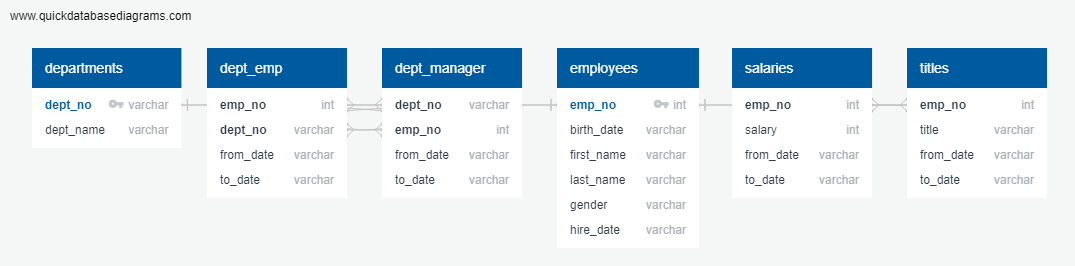 www.quickdatabasediagrams.com
departments
dept_no varchar
dept_name varchar
dept_emp
emp_no int
dept_no varchar
from_date varchar
to_date varchar
dept_manager
dept_no varchar
emp_no int
from_date varchar
to_date varchar
employees
emp_no int
birth_date varchar
first_name varchar
last_name varchar
gender varchar
hire_date varchar
salaries
emp_no int
salary int
from_date varchar
to_date varchar
titles
emp_no int
title varchar
from_date varchar
to_date varchar